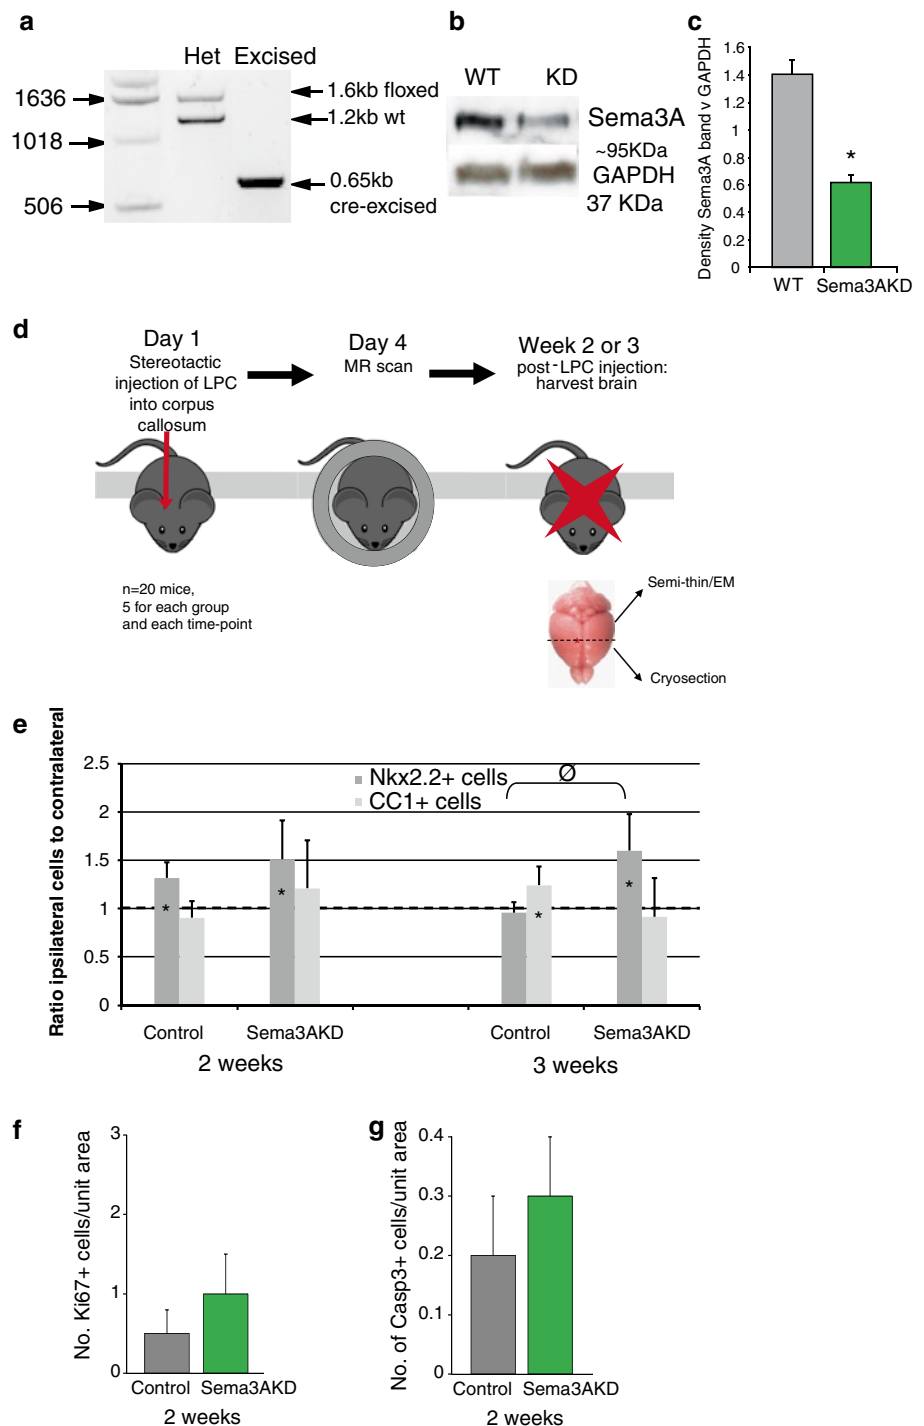 a
Het Excised
1636
1018
506
1.6kb floxed
1.2kb wt
0.65kb
cre-excised
b
WT KD
Sema3A
~95KDa
GAPDH
37 KDa
c
Density Sema3A band v GAPDH
1.6
1.4
1.2
1
0.8
0.6
0.4
0.2
0
*
WT Sema3AKD
d
Day 1
Stereotactic
injection of LPC
into corpus
callosum
Day 4
MR scan
Week 2 or 3
post-LPC injection:
harvest brain
n=20 mice,
5 for each group
and each time-point
Semi-thin/EM
Cryosection
e
Ratio ipsilateral cells to contralateral
2.5
2
1.5
1
0.5
0
Nkx2.2+ cells
CC1+ cells
Ø
* * * *
Control Sema3AKD Control Sema3AKD
2 weeks 3 weeks
f
No. Ki67+ cells/unit area
3
2
1
0
Control Sema3AKD
2 weeks
g
No. of Casp3+ cells/unit area
0.4
0.3
0.2
0.1
0
Control Sema3AKD
2 weeks